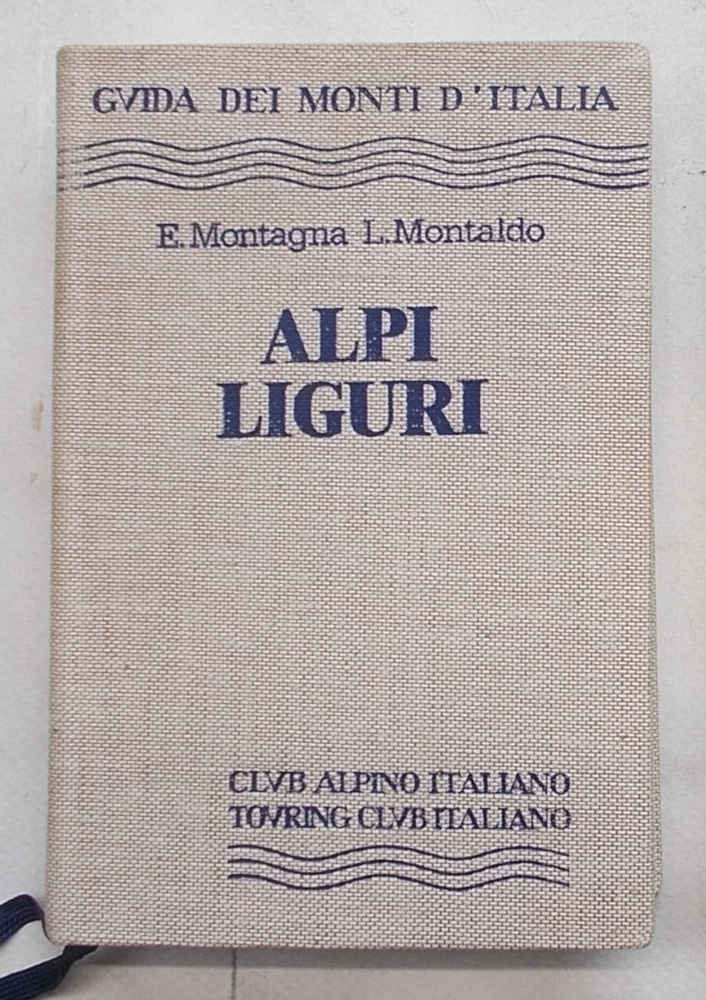 GVIDA DEI MONTI D'ITALIA
E. Montagna L. Montaldo
ALPI
LIGURI
CLVB ALPINO ITALIANO
TOVRING CLVB ITALIANO